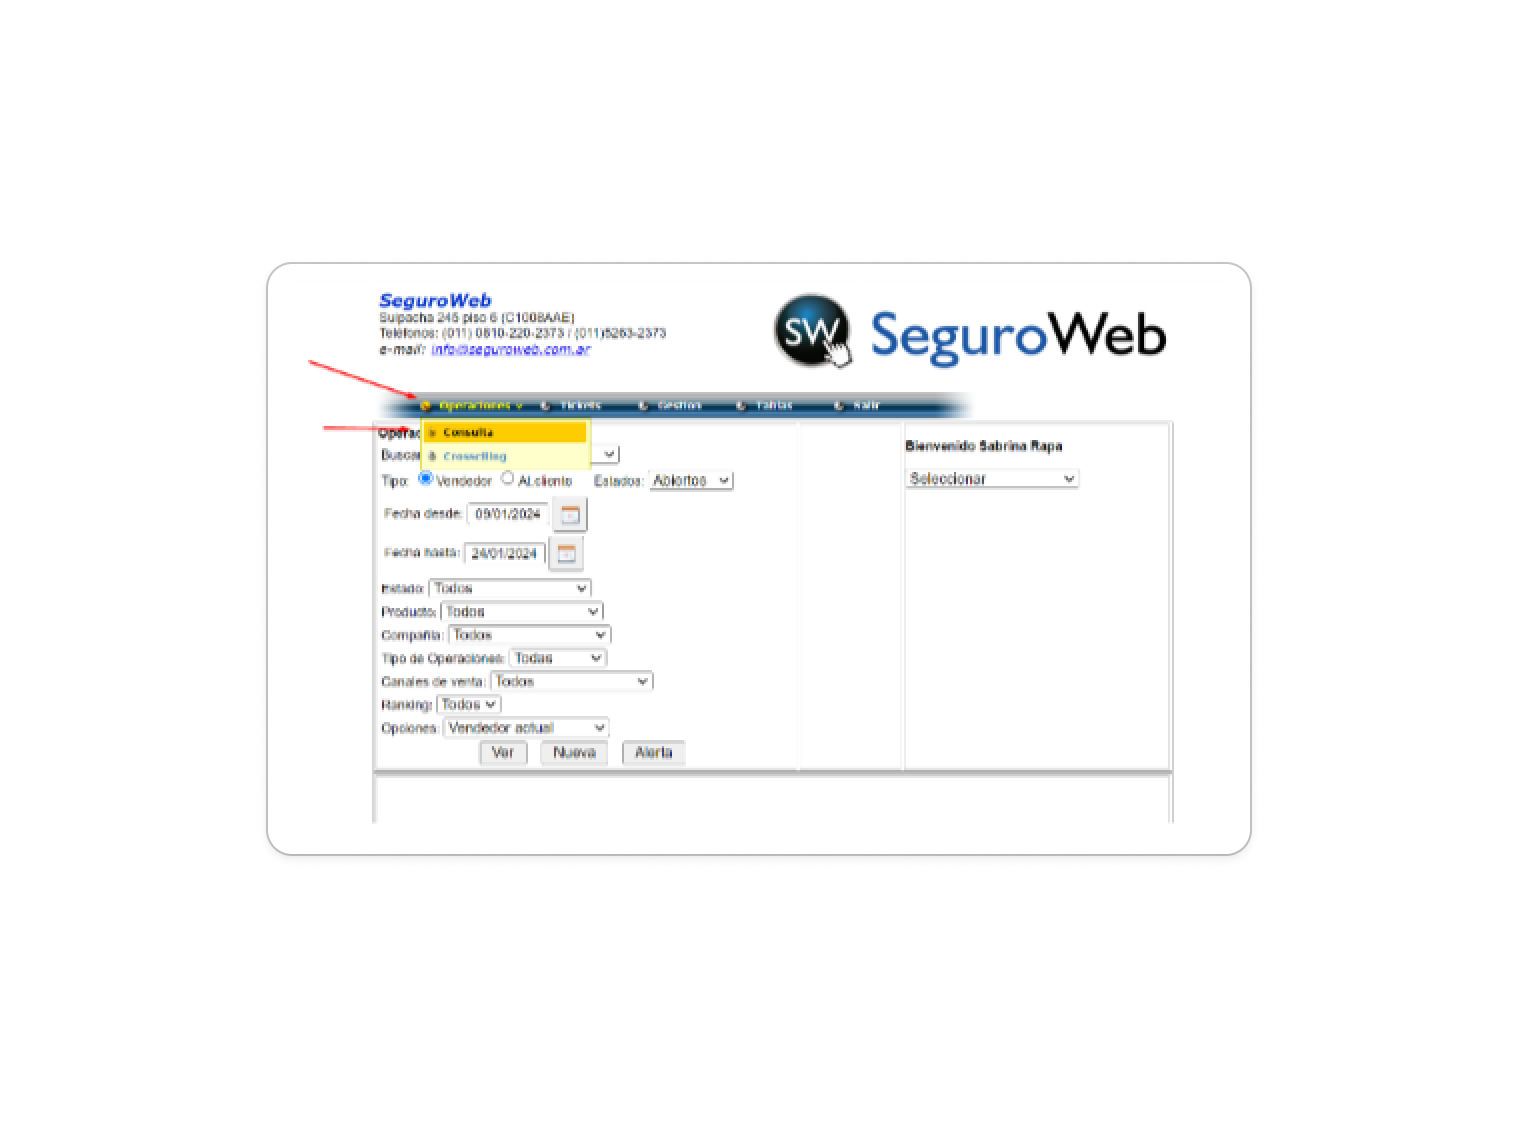 SeguroWeb
Suipacha 245 piso 6 (C1008AAE)
Teléfonos: (011) 0810-220-2373 / (011)5263-2373
e-mail: info@seguroweb.com.ar
SW SeguroWeb
Operaciones Tickets Gestion Tablas Salir
Consulta
Buscar
Tipo: Vendedor Al.cliente Estados: Abiertos
Fecha desde: 09/01/2024
Fecha hasta: 24/01/2024
Estado: Todos
Producto: Todos
Compañía: Todos
Tipo de Operaciones: Todas
Canales de venta: Todos
Ranking: Todos
Opciones: Vendedor actual
Ver Nueva Alerta
Bienvenido Sabrina Rapa
Seleccionar